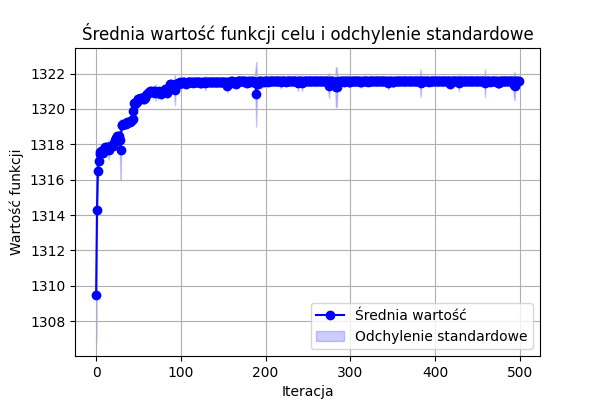 Średnia wartość funkcji celu i odchylenie standardowe
Wartość funkcji
1322
1320
1318
1316
1314
1312
1310
1308
Średnia wartość
Odchylenie standardowe
0
100
200
300
400
500
Iteracja